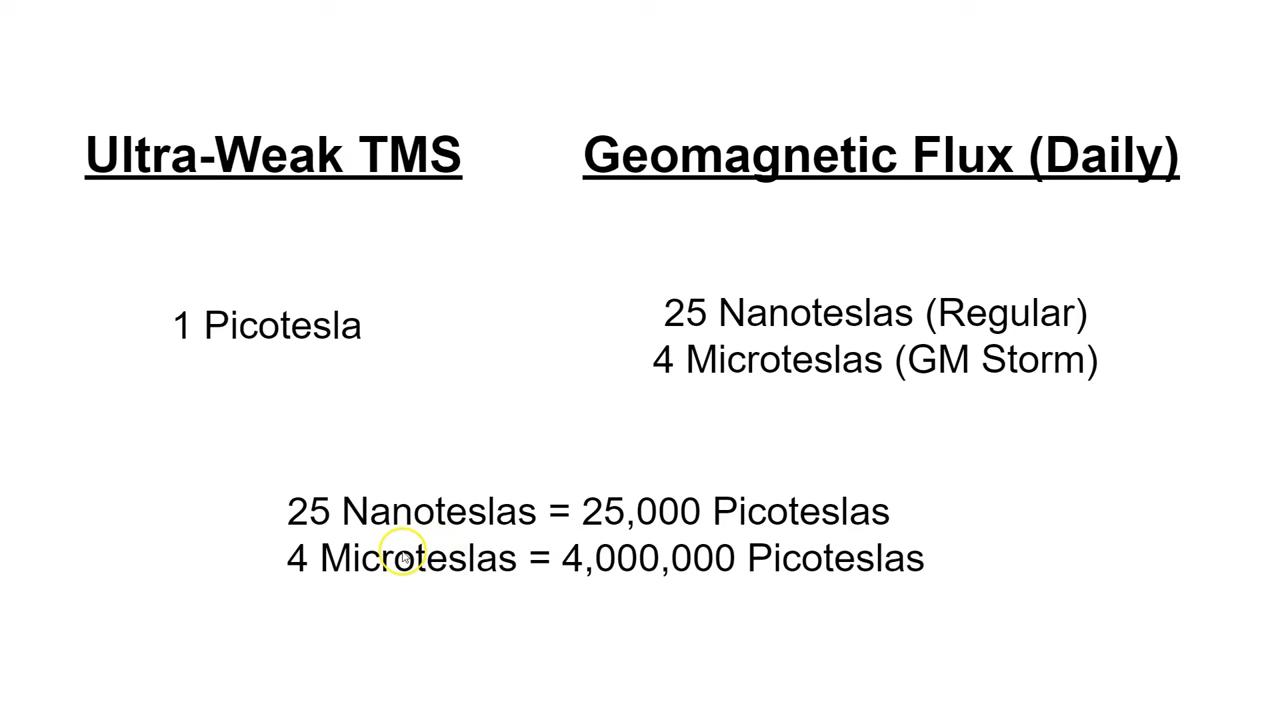 Ultra-Weak TMS
Geomagnetic Flux (Daily)
1 Picotesla
25 Nanoteslas (Regular)
4 Microteslas (GM Storm)
25 Nanoteslas = 25,000 Picoteslas
4 Microteslas = 4,000,000 Picoteslas